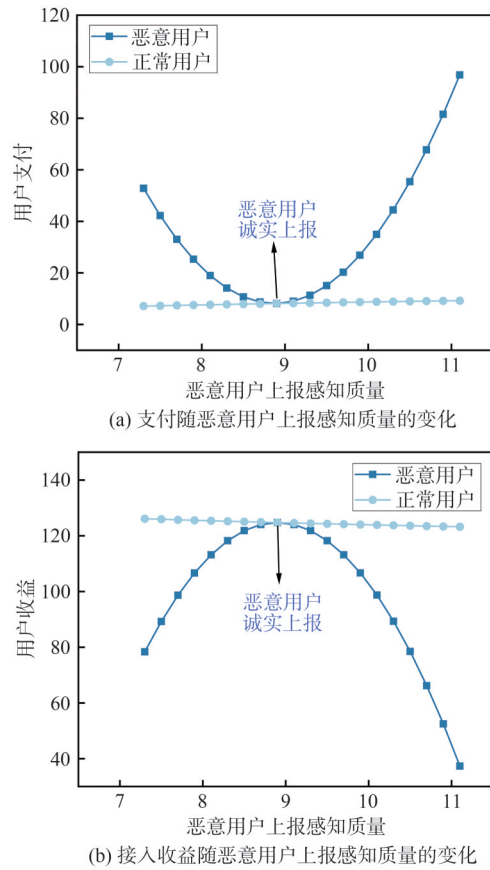 120
100
80
60
40
20
0
用户支付
恶意用户
正常用户
恶意用户
诚实上报
7
8
9
10
11
恶意用户上报感知质量
(a) 支付随恶意用户上报感知质量的变化
140
120
100
80
60
40
用户收益
恶意用户
正常用户
恶意用户
诚实上报
7
8
9
10
11
恶意用户上报感知质量
(b) 接入收益随恶意用户上报感知质量的变化